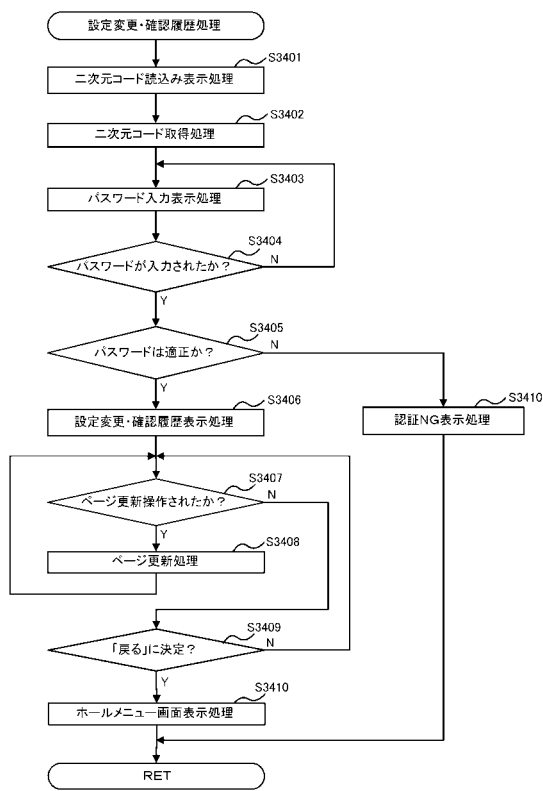 設定変更・確認履歴処理
S3401
二次元コード読込み表示処理
S3402
二次元コード取得処理
S3403
パスワード入力表示処理
S3404
パスワードが入力されたか？
N
Y
S3405
パスワードは適正か？
N
Y
S3406
設定変更・確認履歴表示処理
S3410
認証NG表示処理
S3407
ページ更新操作されたか？
N
Y
S3408
ページ更新処理
S3409
「戻る」に決定？
N
Y
S3410
ホールメニュー画面表示処理
RET